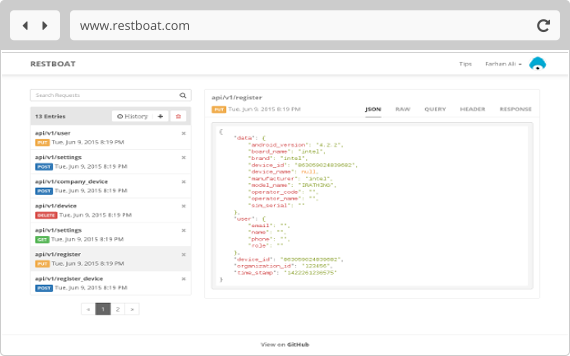 www.restboat.com
RESTBOAT
Tips
Farhan Ali
Search Requests
13 Entries
History
api/v1/user
PUT Tue, Jun 9, 2015 8:19 PM
api/v1/settings
POST Tue, Jun 9, 2015 8:19 PM
api/v1/company_device
POST Tue, Jun 9, 2015 8:19 PM
api/v1/device
DELETE Tue, Jun 9, 2015 8:19 PM
api/v1/settings
GET Tue, Jun 9, 2015 8:19 PM
api/v1/register
PUT Tue, Jun 9, 2015 8:19 PM
api/v1/register_device
POST Tue, Jun 9, 2015 8:19 PM
« 1 2 »
api/v1/register
PUT Tue, Jun 9, 2015 8:19 PM
JSON RAW QUERY HEADER RESPONSE
{
"data": {
"android_version": "4.2.2",
"board_name": "intel",
"brand": "intel",
"device_id":
"device_name": null,
"manufacturer": "intel",
"model_name":
"operator_code": "",
"operator_name": "",
"sim_serial": ""
},
"user": {
"email": "",
"name": "",
"phone": "",
"role": ""
},
"device_id":
"organization_id": "123456",
"time_stamp":
}
View on GitHub